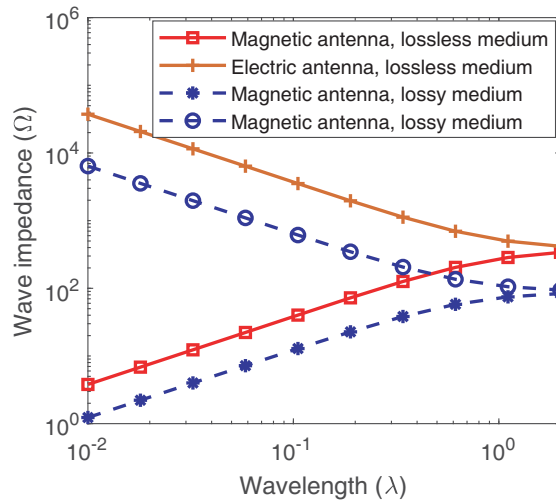 10^6
10^4
10^2
10^0
Wave impedance (Ω)
Magnetic antenna, lossless medium
Electric antenna, lossless medium
Magnetic antenna, lossy medium
Magnetic antenna, lossy medium
10^-2
10^-1
10^0
Wavelength (λ)